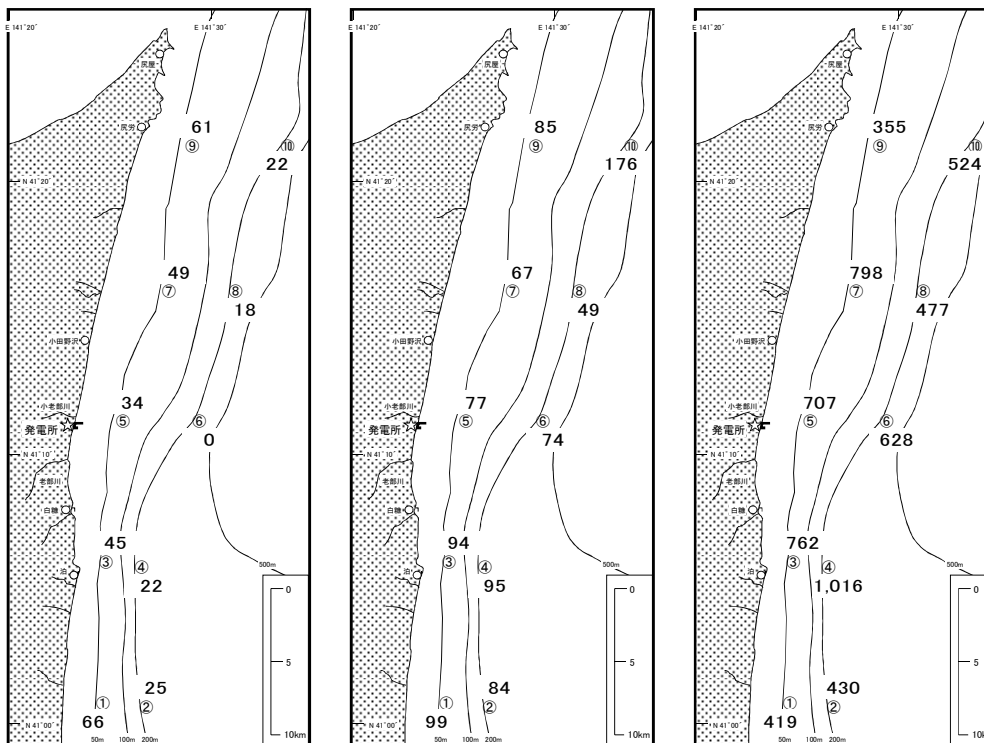 E 141°20'
E 141°30'
尻屋
尻労
61
⑨
⑩
22
N 41°20'
49
⑦
⑧
18
小田野沢
34
小老部川
⑤
⑥
発電所
0
N 41°10'
老部川
白糠
45
③
④
泊
22
500m
0
5
10km
25
①
②
66
N 41°00'
50m
100m
200m
E 141°20'
E 141°30'
尻屋
尻労
85
⑨
⑩
176
N 41°20'
67
⑦
⑧
49
小田野沢
77
小老部川
⑤
⑥
発電所
74
N 41°10'
老部川
白糠
94
③
④
泊
95
500m
0
5
10km
84
①
②
99
N 41°00'
50m
100m
200m
E 141°20'
E 141°30'
尻屋
尻労
355
⑨
⑩
524
N 41°20'
798
⑦
⑧
477
小田野沢
707
小老部川
⑤
⑥
発電所
628
N 41°10'
老部川
白糠
762
③
④
泊
1,016
500m
0
5
10km
430
①
②
419
N 41°00'
50m
100m
200m